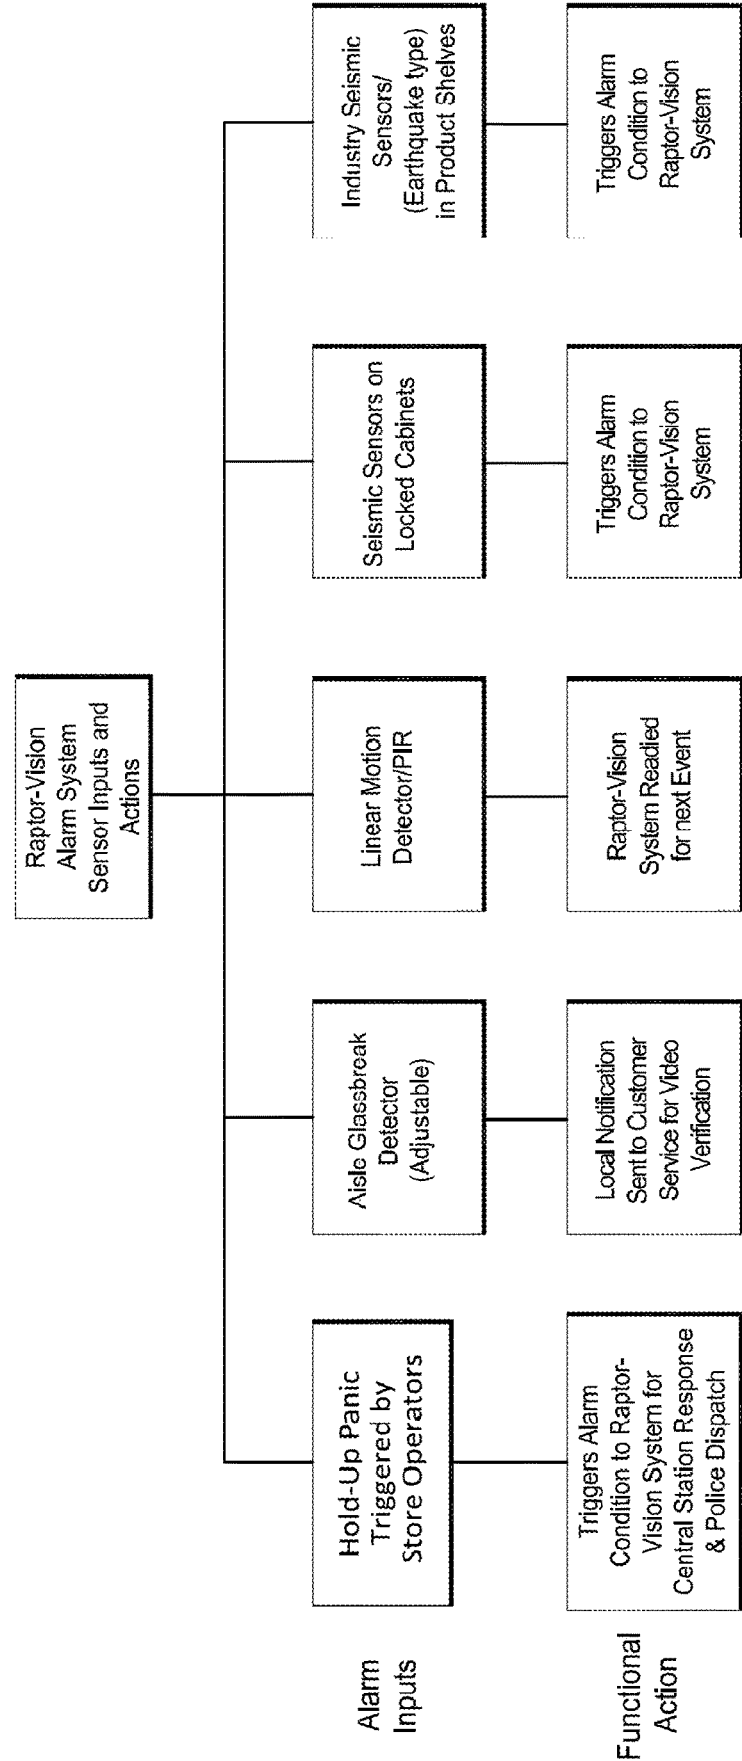 Raptor-Vision
Alarm System
Sensor Inputs and
Actions
Alarm
Inputs
Hold-Up Panic
Triggered by
Store Operators
Aisle Glassbreak
Detector
(Adjustable)
Linear Motion
Detector/PIR
Seismic Sensors on
Locked Cabinets
Industry Seismic
Sensors/
(Earthquake type)
in Product Shelves
Functional
Action
Triggers Alarm
Condition to Raptor-
Vision System for
Central Station Response
& Police Dispatch
Local Notification
Sent to Customer
Service for Video
Verification
Raptor-Vision
System Readied
for next Event
Triggers Alarm
Condition to
Raptor-Vision
System
Triggers Alarm
Condition to
Raptor-Vision
System